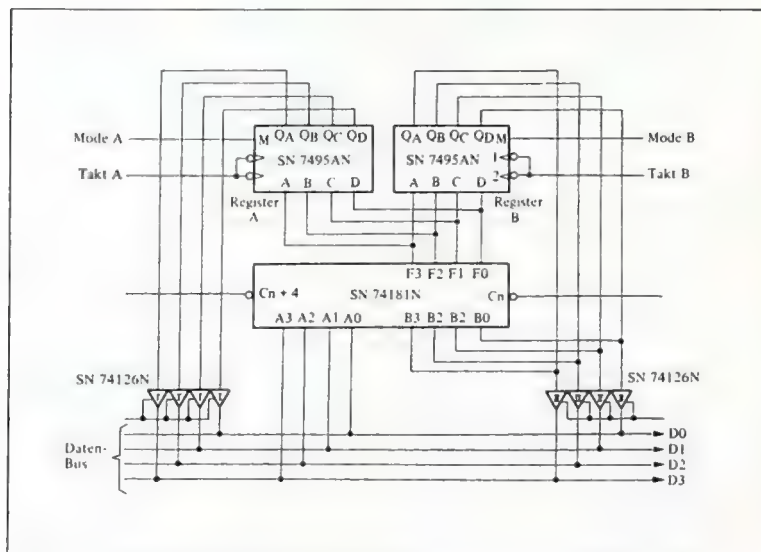 M QA QB QC QD
QA QB QC QD M
Mode A
Mode B
SN 7495AN
SN 7495AN
1
Takt A
2
Takt B
A B C D
A B C D
Register
A
Register
B
F3 F2 F1 F0
Cn + 4
SN 74181N
Cn
A3 A2 A1 A0
B3 B2 B2 B0
SN 74126N
SN 74126N
Daten-
Bus
D0
D1
D2
D3